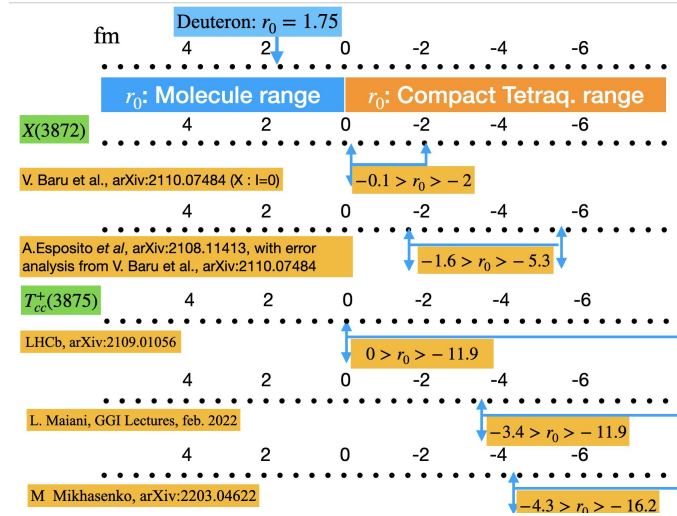 Deuteron: r₀ = 1.75
fm
4 2 0 -2 -4 -6
r₀: Molecule range r₀: Compact Tetraq. range
X(3872) 4 2 0 -2 -4 -6
V. Baru et al., arXiv:2110.07484 (X : I=0) −0.1 > r₀ > − 2
4 2 0 -2 -4 -6
A.Esposito et al, arXiv:2108.11413, with error
analysis from V. Baru et al., arXiv:2110.07484
−1.6 > r₀ > − 5.3
T⁺cc(3875) 4 2 0 -2 -4 -6
LHCb, arXiv:2109.01056
0 > r₀ > − 11.9
4 2 0 -2 -4 -6
L. Maiani, GGI Lectures, feb. 2022
−3.4 > r₀ > − 11.9
4 2 0 -2 -4 -6
M Mikhasenko, arXiv:2203.04622
−4.3 > r₀ > − 16.2